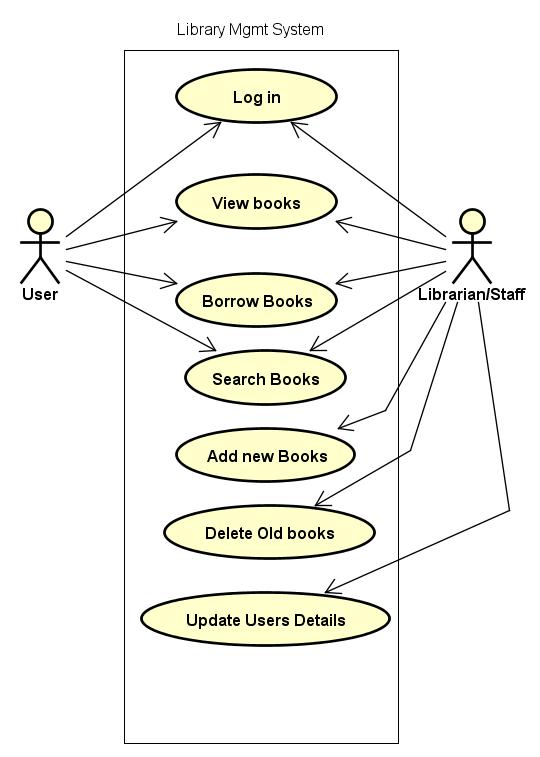 Library Mgmt System
Log in
View books
User
Librarian/Staff
Borrow Books
Search Books
Add new Books
Delete Old books
Update Users Details